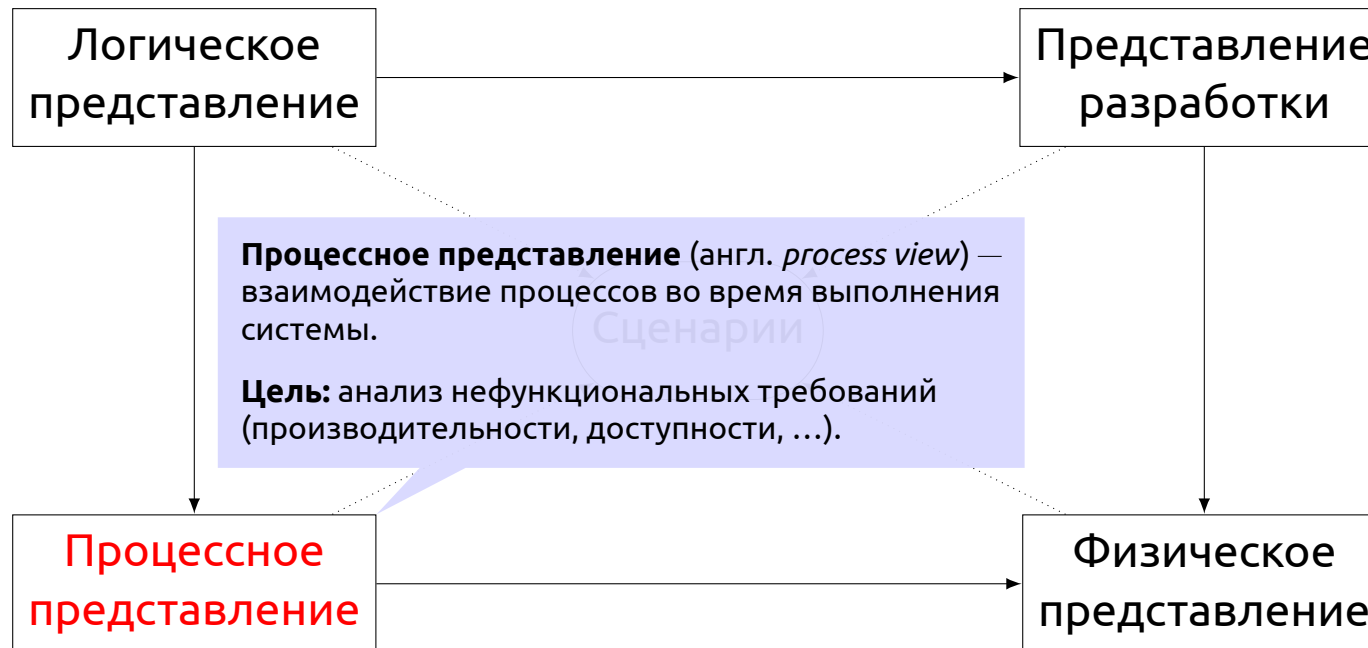 Логическое
представление
Представление
разработки
Процессное представление (англ. process view) —
взаимодействие процессов во время выполнения
системы.
Сценарии
Цель: анализ нефункциональных требований
(производительности, доступности, …).
Процессное
представление
Физическое
представление